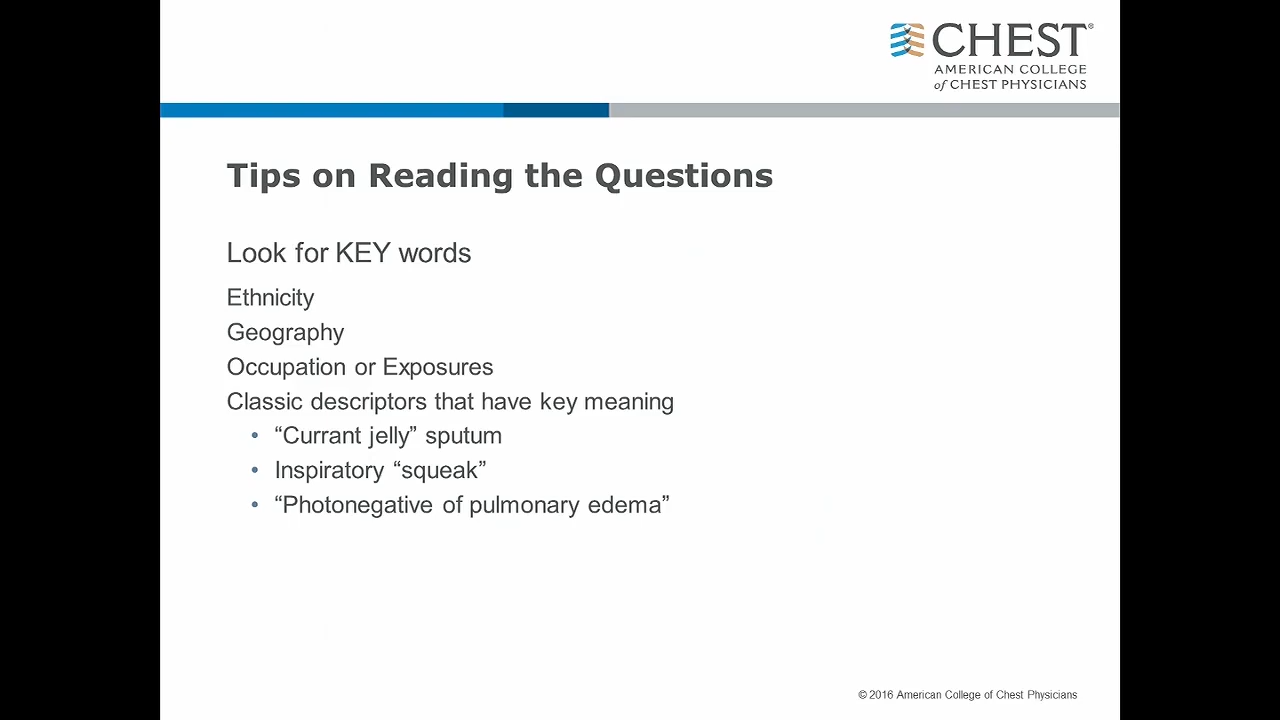 CHEST®
AMERICAN COLLEGE
of CHEST PHYSICIANS
Tips on Reading the Questions
Look for KEY words
Ethnicity
Geography
Occupation or Exposures
Classic descriptors that have key meaning
• “Currant jelly” sputum
• Inspiratory “squeak”
• “Photonegative of pulmonary edema”
© 2016 American College of Chest Physicians